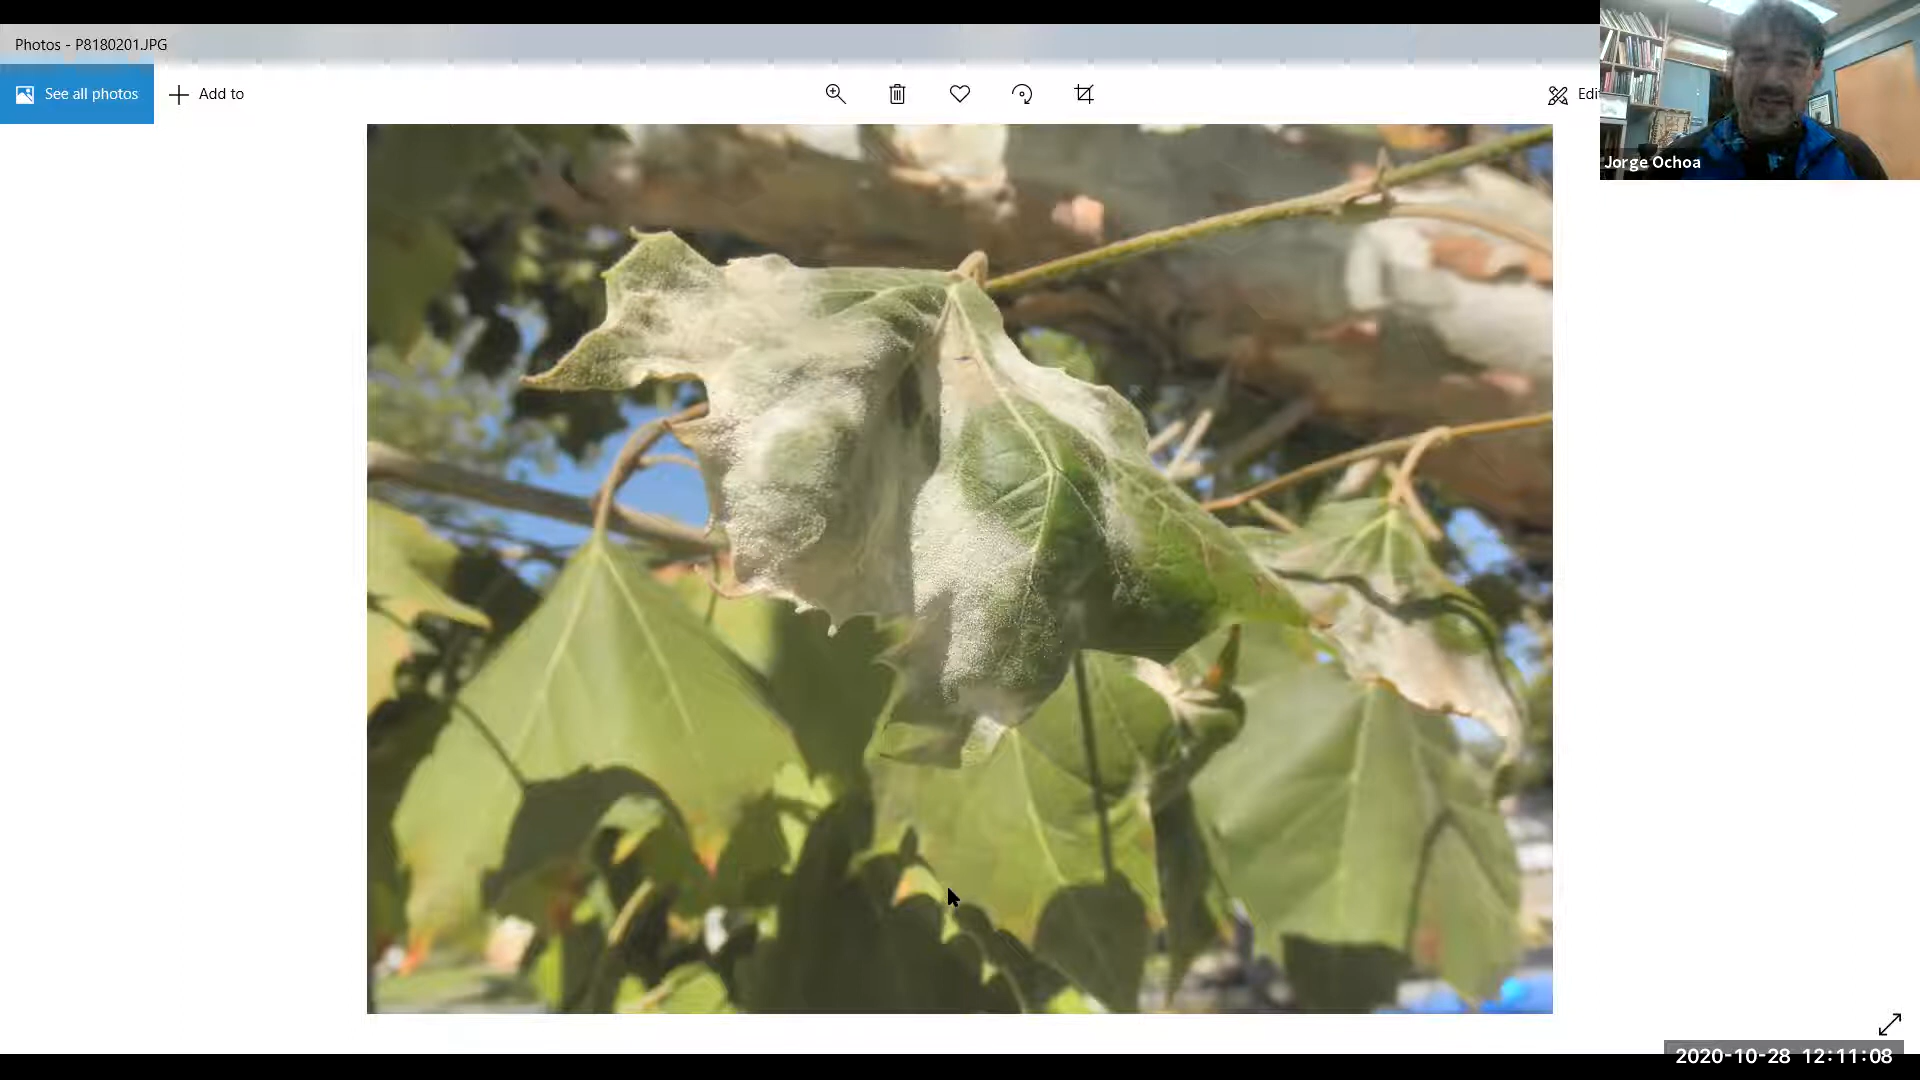 Photos - P8180201.JPG
See all photos
Add to
Edi
Jorge Ochoa
2020-10-28 12:11:08